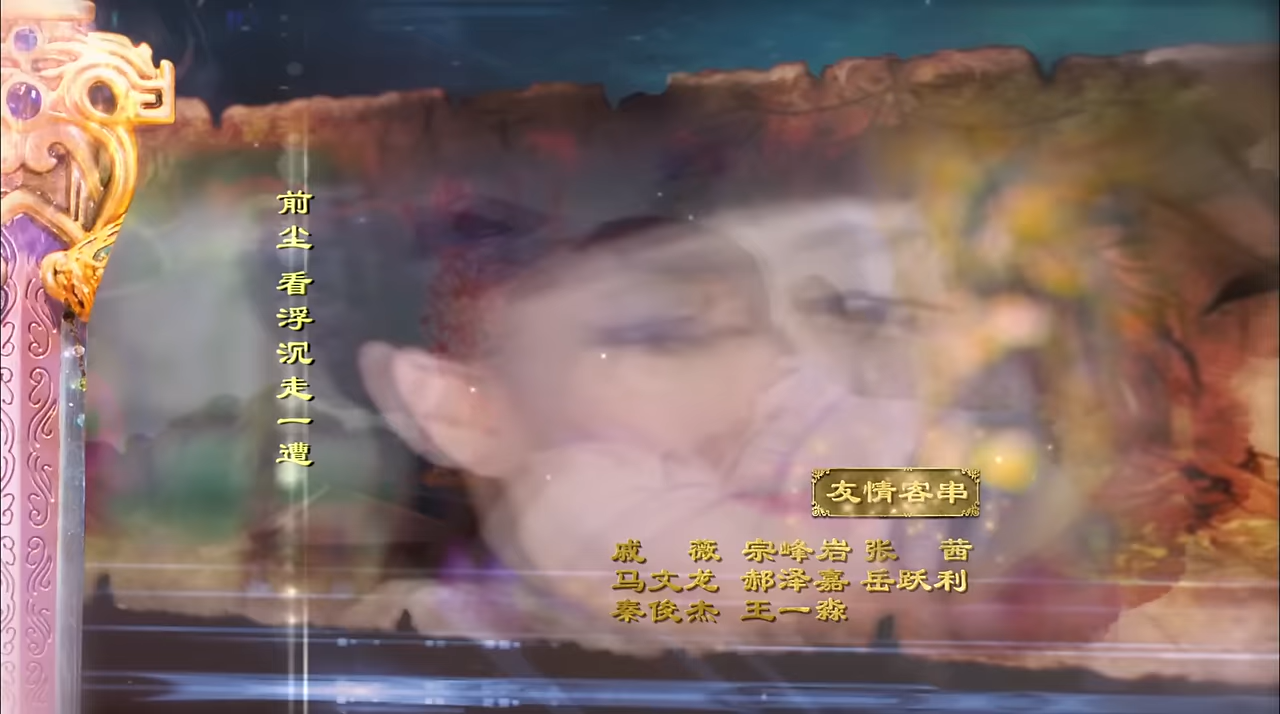 前尘 看浮沉走一遭
友情客串
戚 薇 宗峰岩 张 茜
马文龙 郝泽嘉 岳跃利
秦俊杰 王一淼